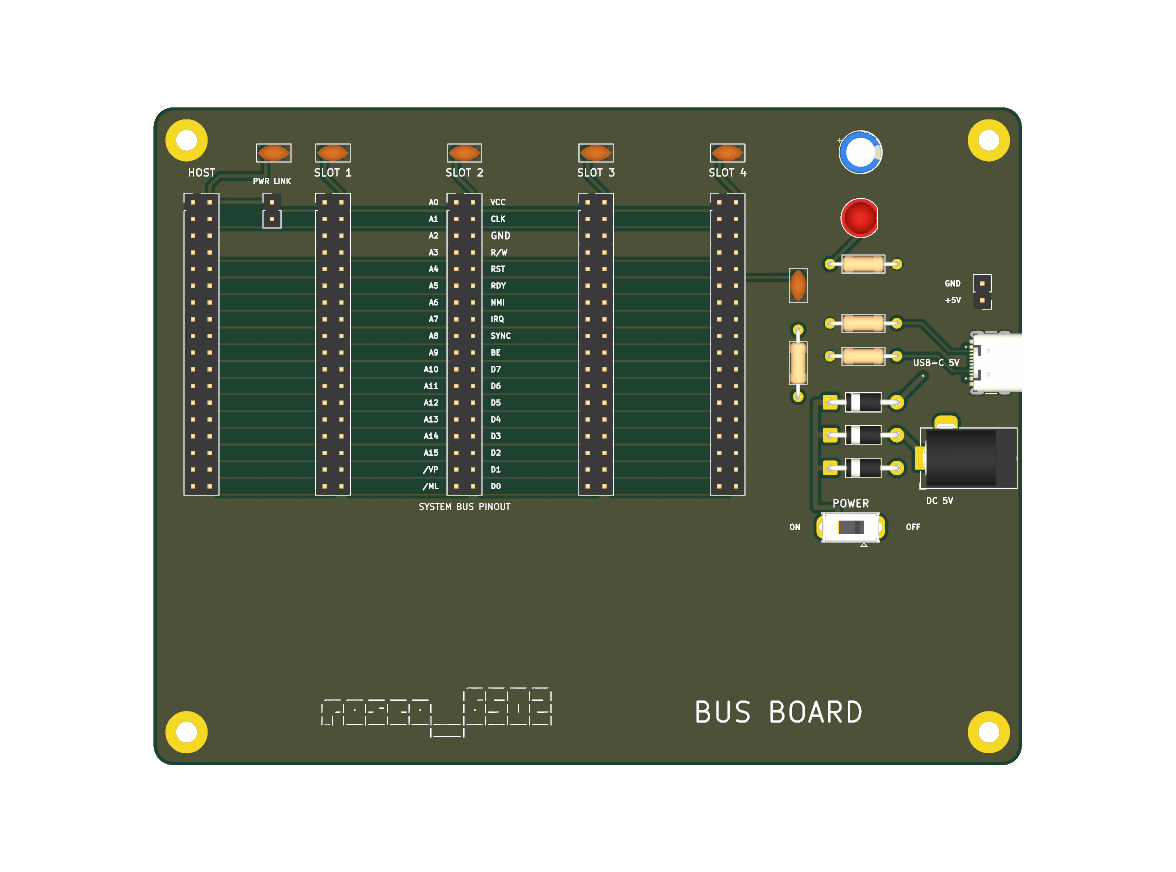 HOST
PWR LINK
SLOT 1
SLOT 2
SLOT 3
SLOT 4
A0 VCC
A1 CLK
A2 GND
A3 R/W
A4 RST
A5 RDY
A6 NMI
A7 IRQ
A8 SYNC
A9 BE
A10 D7
A11 D6
A12 D5
A13 D4
A14 D3
A15 D2
/VP D1
/ML D0
SYSTEM BUS PINOUT
+
GND
+5V
USB-C 5V
DC 5V
POWER
ON OFF
rosco_6502
BUS BOARD